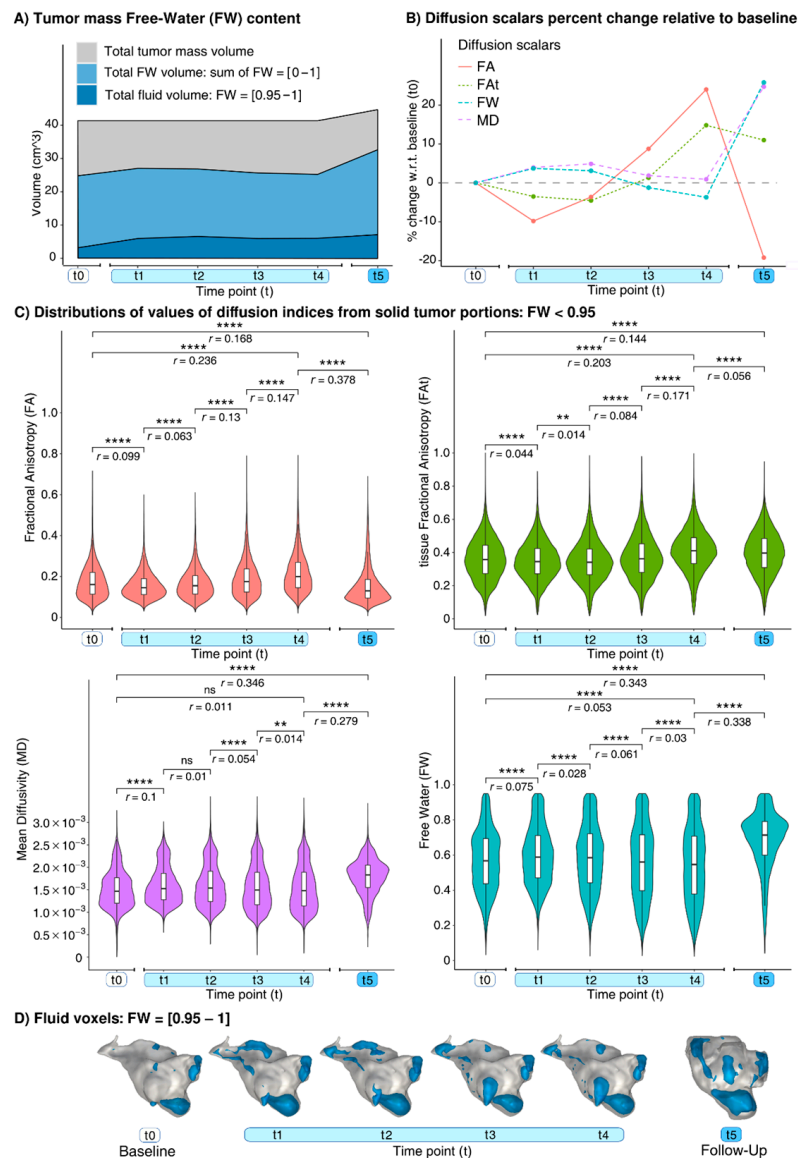 A) Tumor mass Free-Water (FW) content
Total tumor mass volume
Total FW volume: sum of FW = [0−1]
Total fluid volume: FW = [0.95−1]
Volume (cm^3)
60
50
40
30
20
10
0
t0
t1
t2
t3
t4
t5
Time point (t)
B) Diffusion scalars percent change relative to baseline
Diffusion scalars
FA
FAt
FW
MD
% change w.r.t. baseline (t0)
20
10
0
-10
-20
t0
t1
t2
t3
t4
t5
Time point (t)
C) Distributions of values of diffusion indices from solid tumor portions: FW < 0.95
****
r = 0.168
****
r = 0.236
****
r = 0.378
****
r = 0.147
****
r = 0.13
****
r = 0.063
****
r = 0.099
Fractional Anisotropy (FA)
1.0
0.8
0.6
0.4
0.2
0
t0
t1
t2
t3
t4
t5
Time point (t)
****
r = 0.144
****
r = 0.203
****
r = 0.056
****
r = 0.171
****
r = 0.084
**
r = 0.014
****
r = 0.044
tissue Fractional Anisotropy (FAt)
1.0
0.8
0.6
0.4
0.2
0
t0
t1
t2
t3
t4
t5
Time point (t)
****
r = 0.346
ns
r = 0.011
****
r = 0.279
**
r = 0.014
****
r = 0.054
ns
r = 0.01
****
r = 0.1
Mean Diffusivity (MD)
3.0 × 10⁻³
2.5 × 10⁻³
2.0 × 10⁻³
1.5 × 10⁻³
1.0 × 10⁻³
0.5 × 10⁻³
0
t0
t1
t2
t3
t4
t5
Time point (t)
****
r = 0.343
****
r = 0.053
****
r = 0.338
****
r = 0.03
****
r = 0.061
****
r = 0.028
****
r = 0.075
Free Water (FW)
1.0
0.8
0.6
0.4
0.2
0
t0
t1
t2
t3
t4
t5
Time point (t)
D) Fluid voxels: FW = [0.95 − 1]
t0
Baseline
t1
t2
t3
t4
Time point (t)
t5
Follow-Up